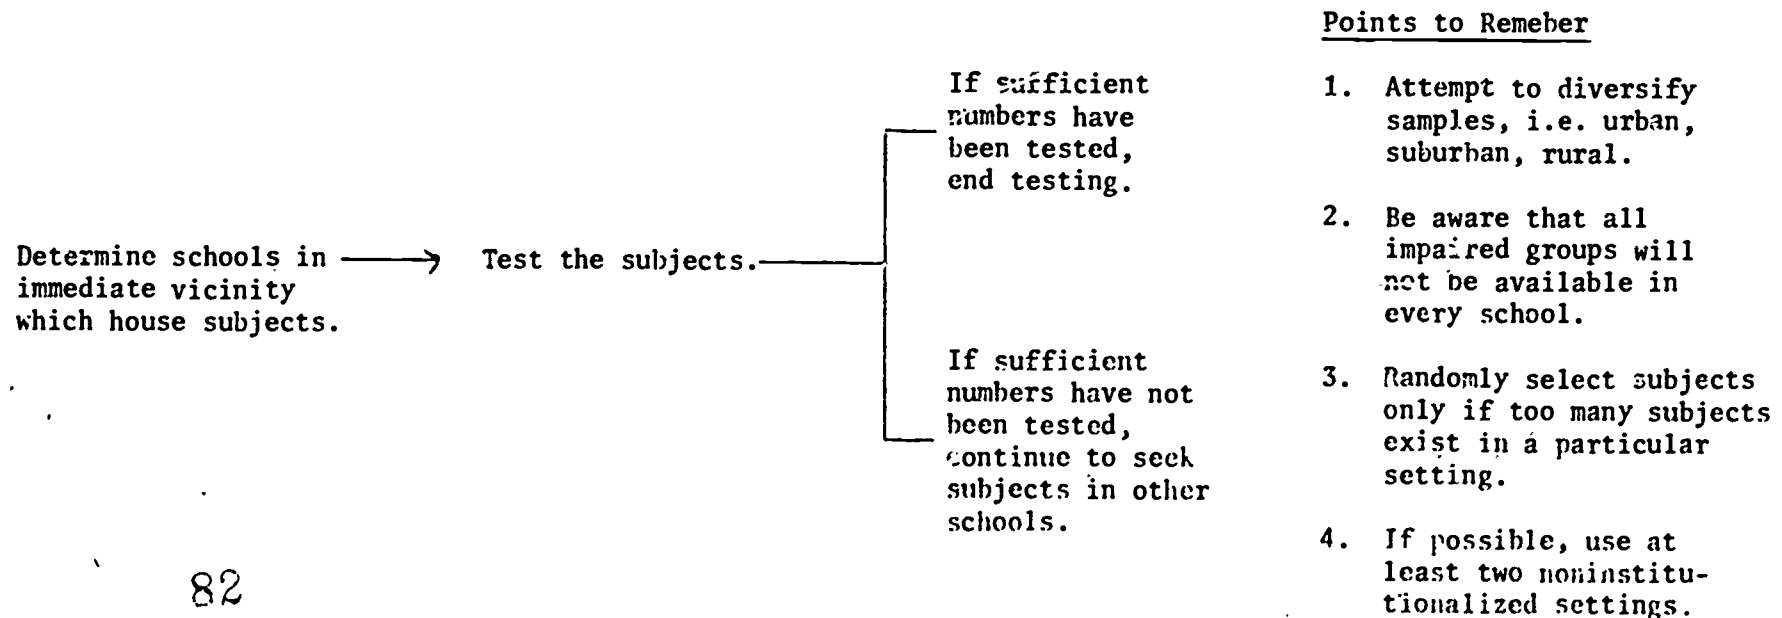 Determine schools in
immediate vicinity
which house subjects.
Test the subjects.
If sufficient
numbers have
been tested,
end testing.
If sufficient
numbers have not
been tested,
continue to seek
subjects in other
schools.
Points to Remeber
1. Attempt to diversify
samples, i.e. urban,
suburban, rural.
2. Be aware that all
impaired groups will
not be available in
every school.
3. Randomly select subjects
only if too many subjects
exist in a particular
setting.
4. If possible, use at
least two noninstitu-
tionalized settings.
82